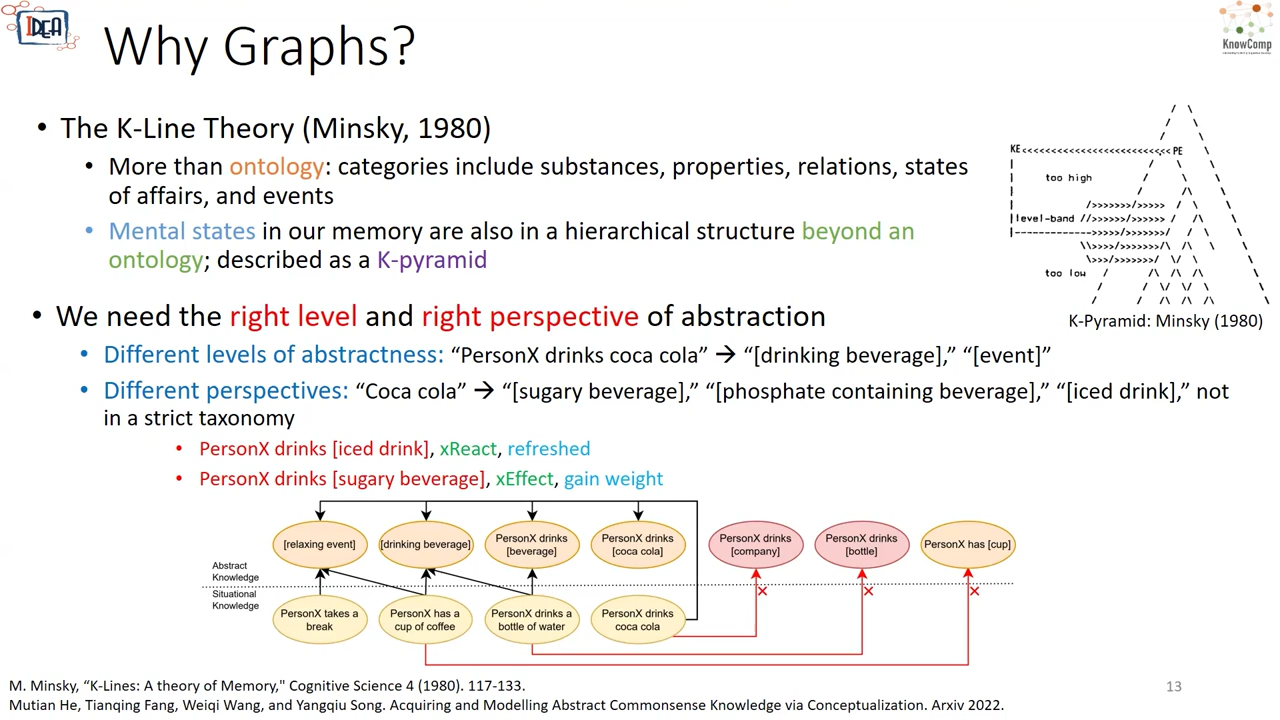 IDEA
Why Graphs?
KnowComp
• The K-Line Theory (Minsky, 1980)
• More than ontology: categories include substances, properties, relations, states
of affairs, and events
• Mental states in our memory are also in a hierarchical structure beyond an
ontology; described as a K-pyramid
KE<<<<<<<<<<<<<<<<<<<<<<<<<<PE
too high
level-band
too low
K-Pyramid: Minsky (1980)
• We need the right level and right perspective of abstraction
• Different levels of abstractness: “PersonX drinks coca cola” → “[drinking beverage],” “[event]”
• Different perspectives: “Coca cola” → “[sugary beverage],” “[phosphate containing beverage],” “[iced drink],” not
in a strict taxonomy
• PersonX drinks [iced drink], xReact, refreshed
• PersonX drinks [sugary beverage], xEffect, gain weight
[relaxing event]
[drinking beverage]
PersonX drinks
[beverage]
PersonX drinks
[coca cola]
PersonX drinks
[company]
PersonX drinks
[bottle]
PersonX has [cup]
Abstract
Knowledge
Situational
Knowledge
PersonX takes a
break
PersonX has a
cup of coffee
PersonX drinks a
bottle of water
PersonX drinks
coca cola
M. Minsky, “K-Lines: A theory of Memory," Cognitive Science 4 (1980). 117-133.
Mutian He, Tianqing Fang, Weiqi Wang, and Yangqiu Song. Acquiring and Modelling Abstract Commonsense Knowledge via Conceptualization. Arxiv 2022.
13